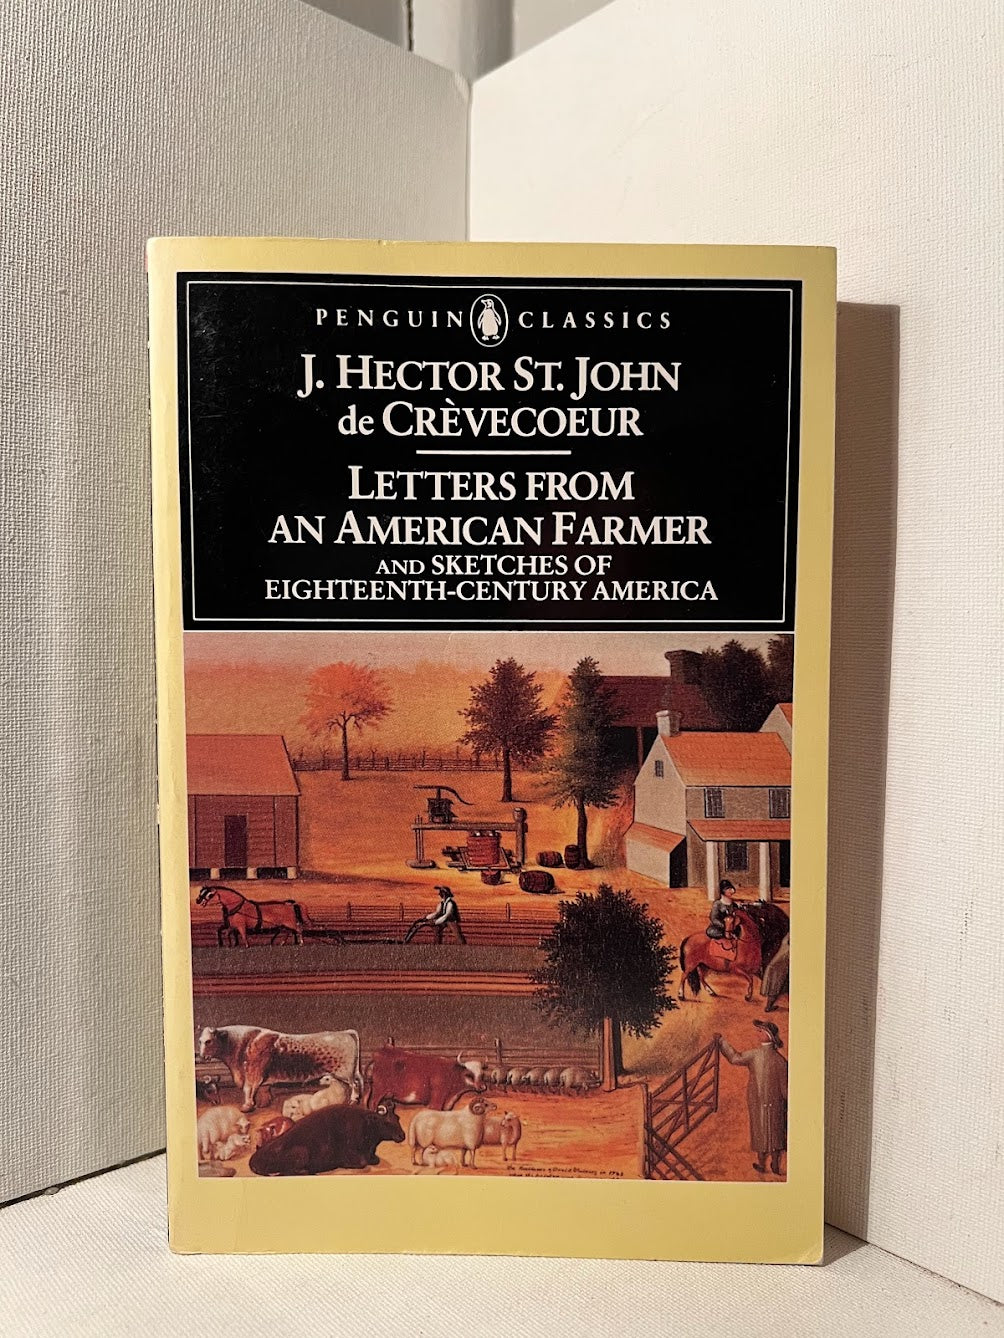 PENGUIN CLASSICS
J. HECTOR ST. JOHN
de CRÈVECOEUR
LETTERS FROM
AN AMERICAN FARMER
AND SKETCHES OF
EIGHTEENTH-CENTURY AMERICA